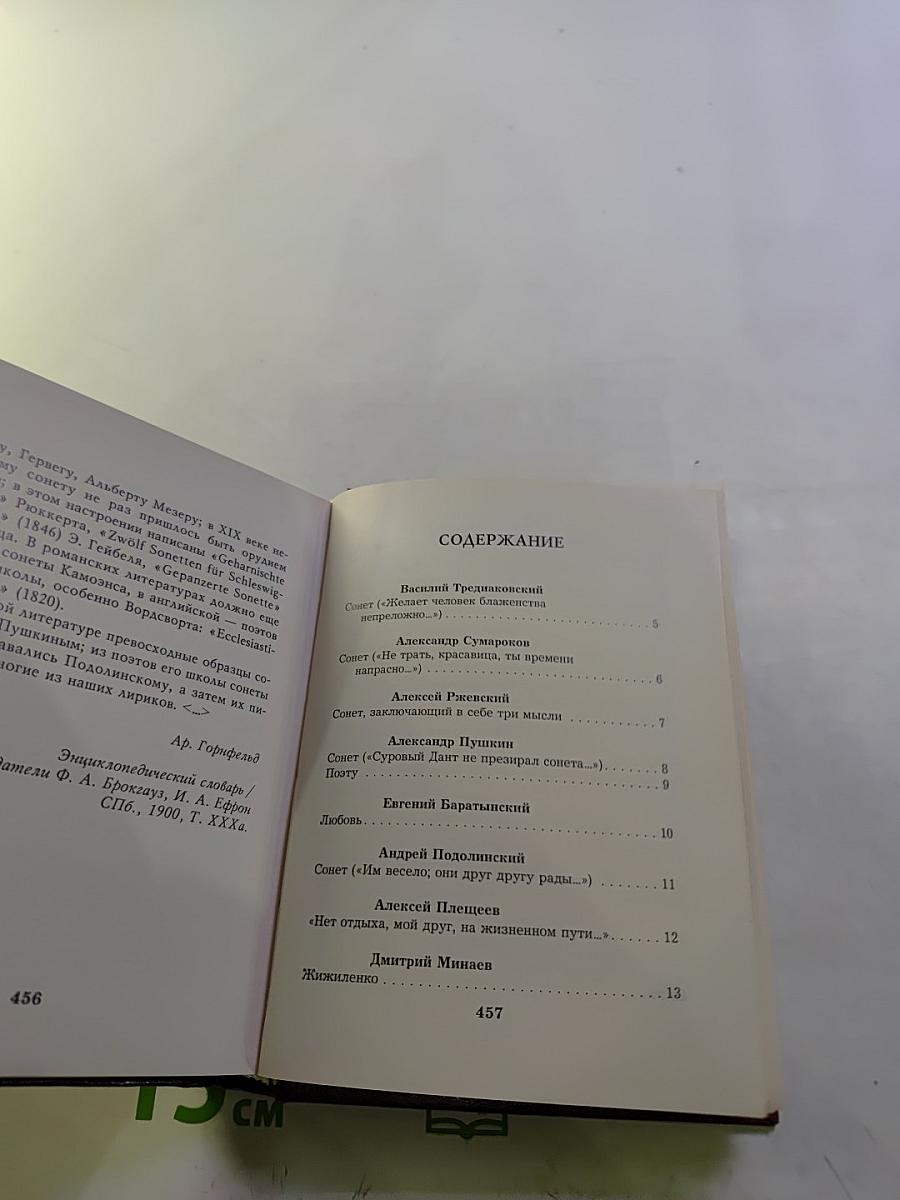 у, Гервегу, Альберту Мезеру; в XIX веке не-
му сонету не раз пришлось быть орудием
; в этом настроении написаны «Geharnischte
» Рюккерта, «Zwölf Sonetten für Schleswig-
» (1846) Э. Гейбеля, «Gepanzerte Sonette»
ца. В романских литературах должно еще
сонеты Камоэнса, в английской — поэтов
школы, особенно Вордсворта: «Ecclesiasti-
» (1820).
ой литературе превосходные образцы со-
Пушкиным; из поэтов его школы сонеты
давались Подолинскому, а затем их пи-
ногие из наших лириков. <...>
Ар. Горнфельд
Энциклопедический словарь /
датели Ф. А. Брокгауз, И. А. Ефрон
СПб., 1900, Т. XXXа.
456
СОДЕРЖАНИЕ
Василий Тредиаковский
Сонет («Желает человек блаженства
непреложно...») . . . . . . . . . . . . . . . . . . . . . . . . . . . 5
Александр Сумароков
Сонет («Не трать, красавица, ты времени
напрасно...») . . . . . . . . . . . . . . . . . . . . . . . . . . . . . 6
Алексей Ржевский
Сонет, заключающий в себе три мысли . . . . . . . . . . . 7
Александр Пушкин
Сонет («Суровый Дант не презирал сонета...») . . . . . . . 8
Поэту . . . . . . . . . . . . . . . . . . . . . . . . . . . . . . . . . . . 9
Евгений Баратынский
Любовь. . . . . . . . . . . . . . . . . . . . . . . . . . . . . . . . . . 10
Андрей Подолинский
Сонет («Им весело; они друг другу рады...») . . . . . . . 11
Алексей Плещеев
«Нет отдыха, мой друг, на жизненном пути...». . . . . . 12
Дмитрий Минаев
Жижиленко . . . . . . . . . . . . . . . . . . . . . . . . . . . . . . . 13
457
15 см